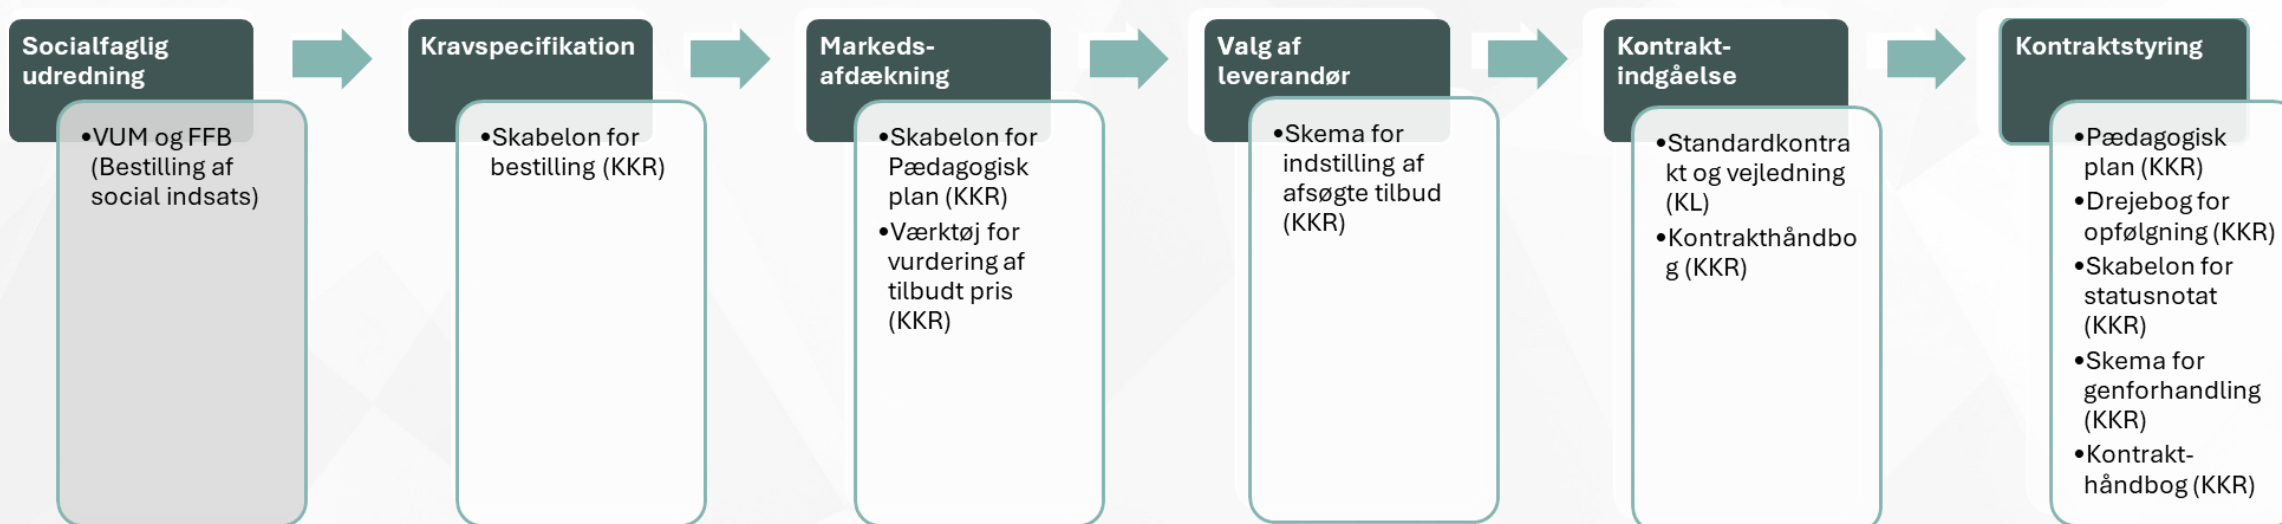 Socialfaglig
udredning
•VUM og FFB
(Bestilling af
social indsats)
Kravspecifikation
•Skabelon for
bestilling (KKR)
Markeds-
afdækning
•Skabelon for
Pædagogisk
plan (KKR)
•Værktøj for
vurdering af
tilbudt pris
(KKR)
Valg af
leverandør
•Skema for
indstilling af
afsøgte tilbud
(KKR)
Kontrakt-
indgåelse
•Standardkontra
kt og vejledning
(KL)
•Kontrakthåndbo
g (KKR)
Kontraktstyring
•Pædagogisk
plan (KKR)
•Drejebog for
opfølgning (KKR)
•Skabelon for
statusnotat
(KKR)
•Skema for
genforhandling
(KKR)
•Kontrakt-
håndbog (KKR)